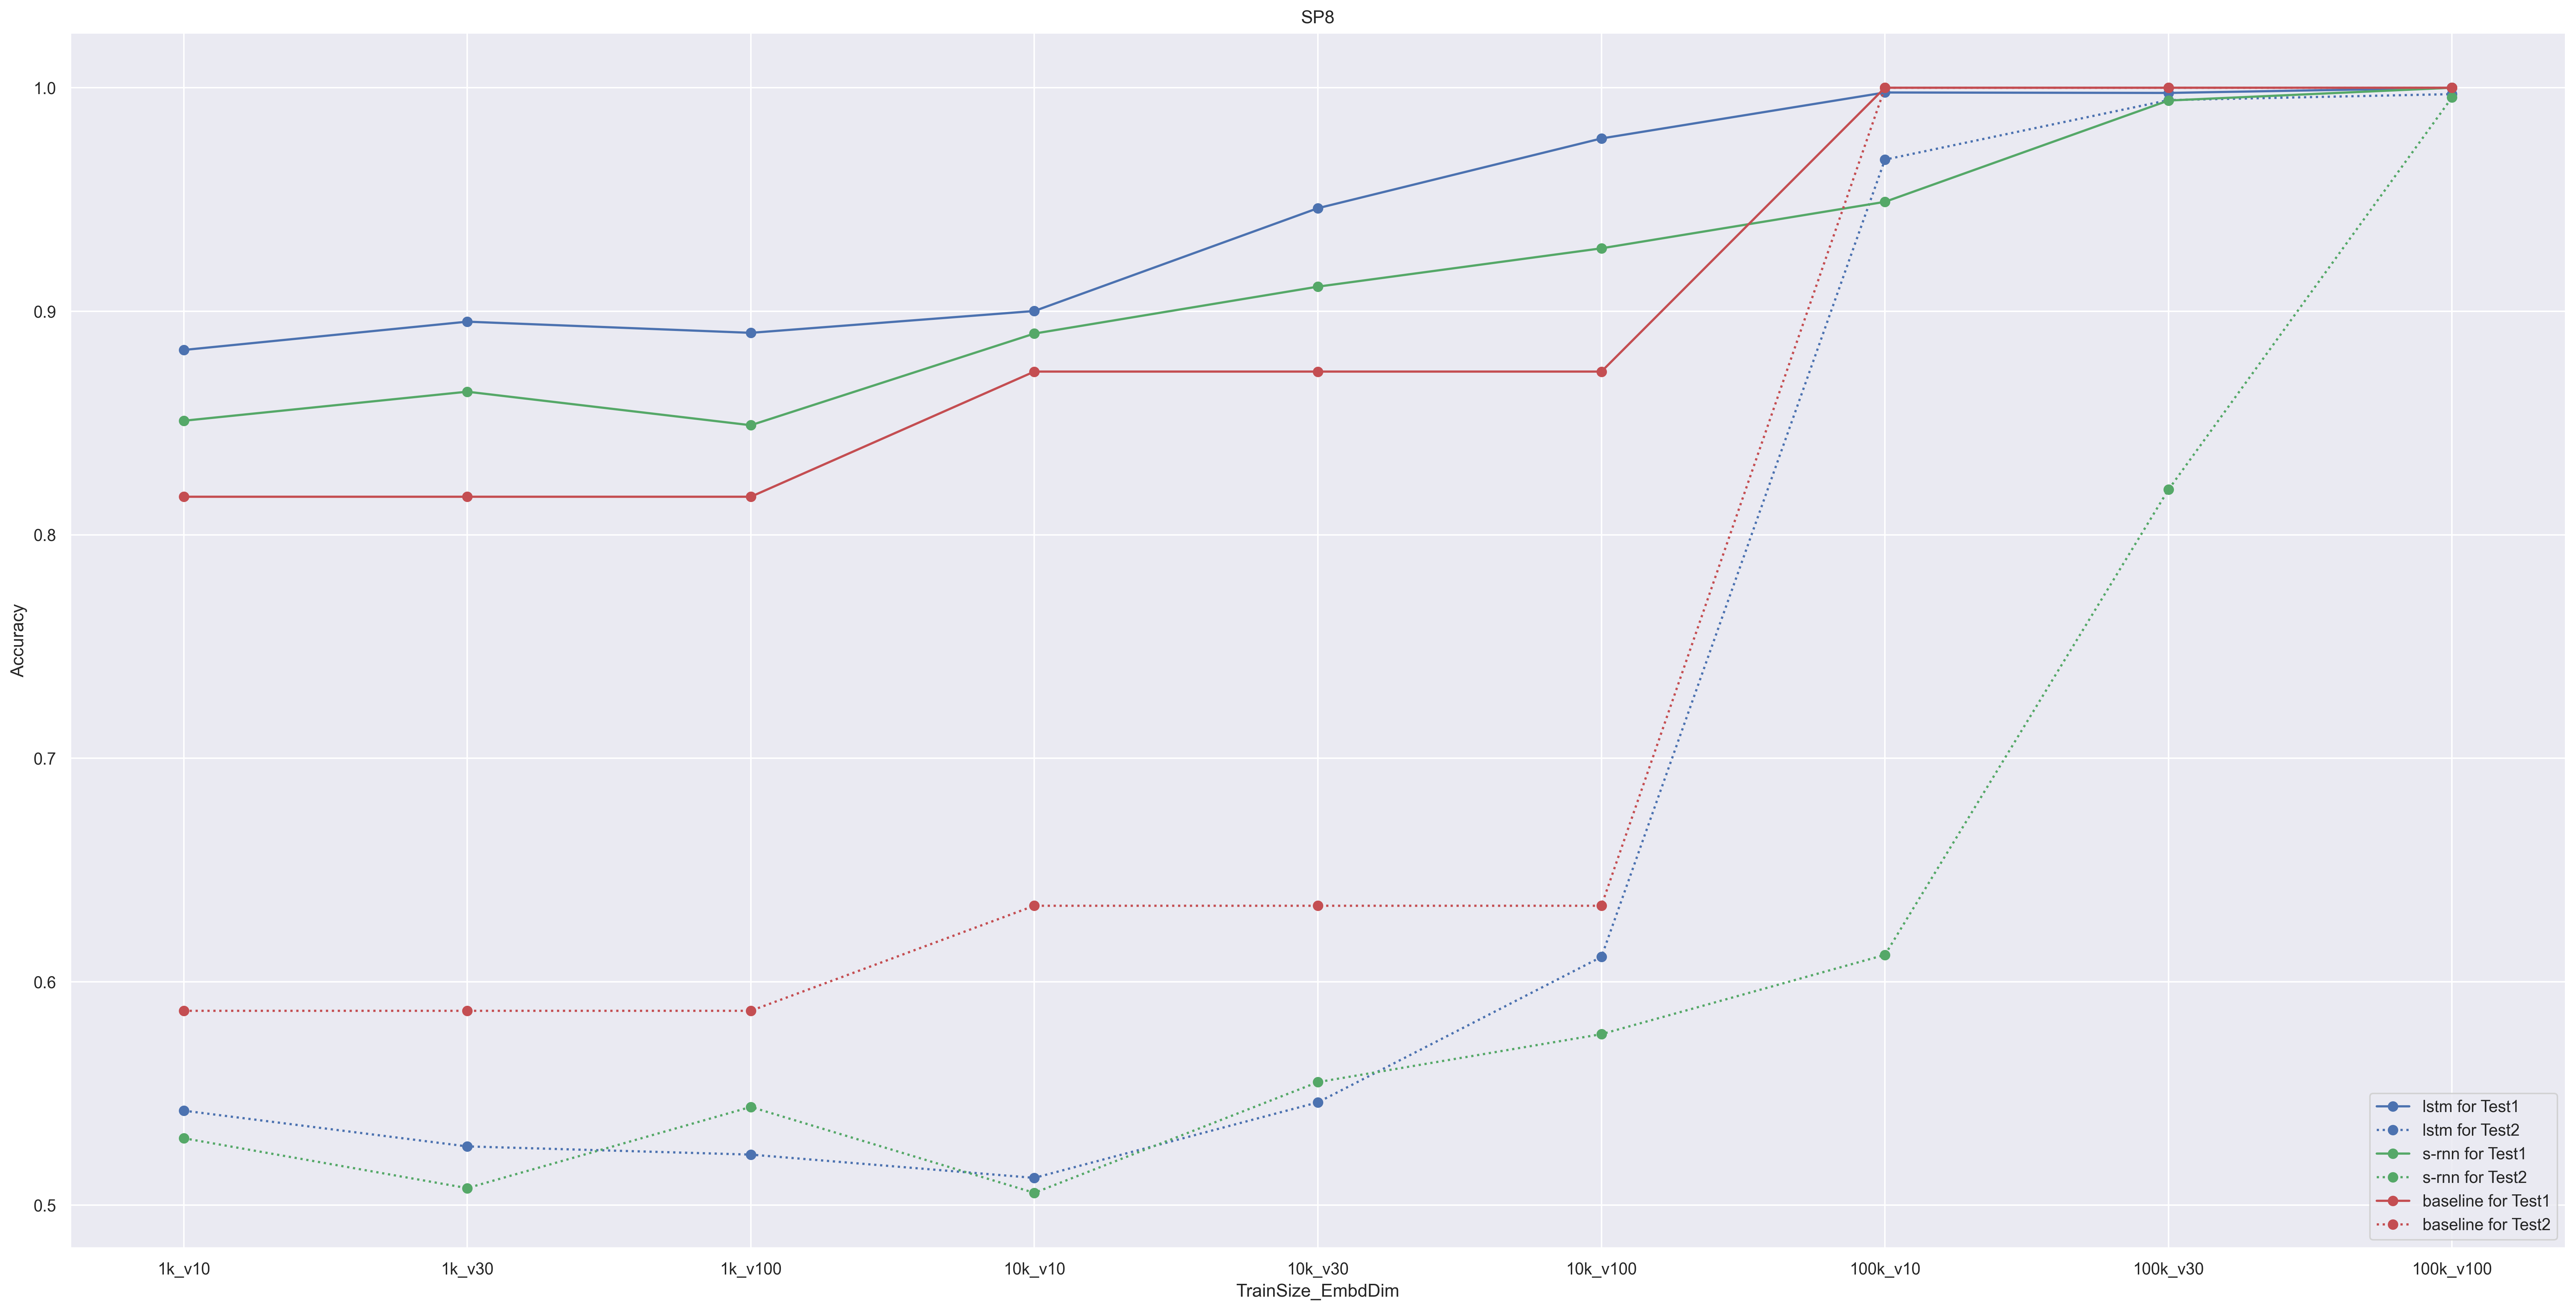 SP8
1.0
0.9
0.8
0.7
0.6
0.5
Accuracy
1k_v10
1k_v30
1k_v100
10k_v10
10k_v30
10k_v100
100k_v10
100k_v30
100k_v100
TrainSize_EmbdDim
lstm for Test1
lstm for Test2
s-rnn for Test1
s-rnn for Test2
baseline for Test1
baseline for Test2